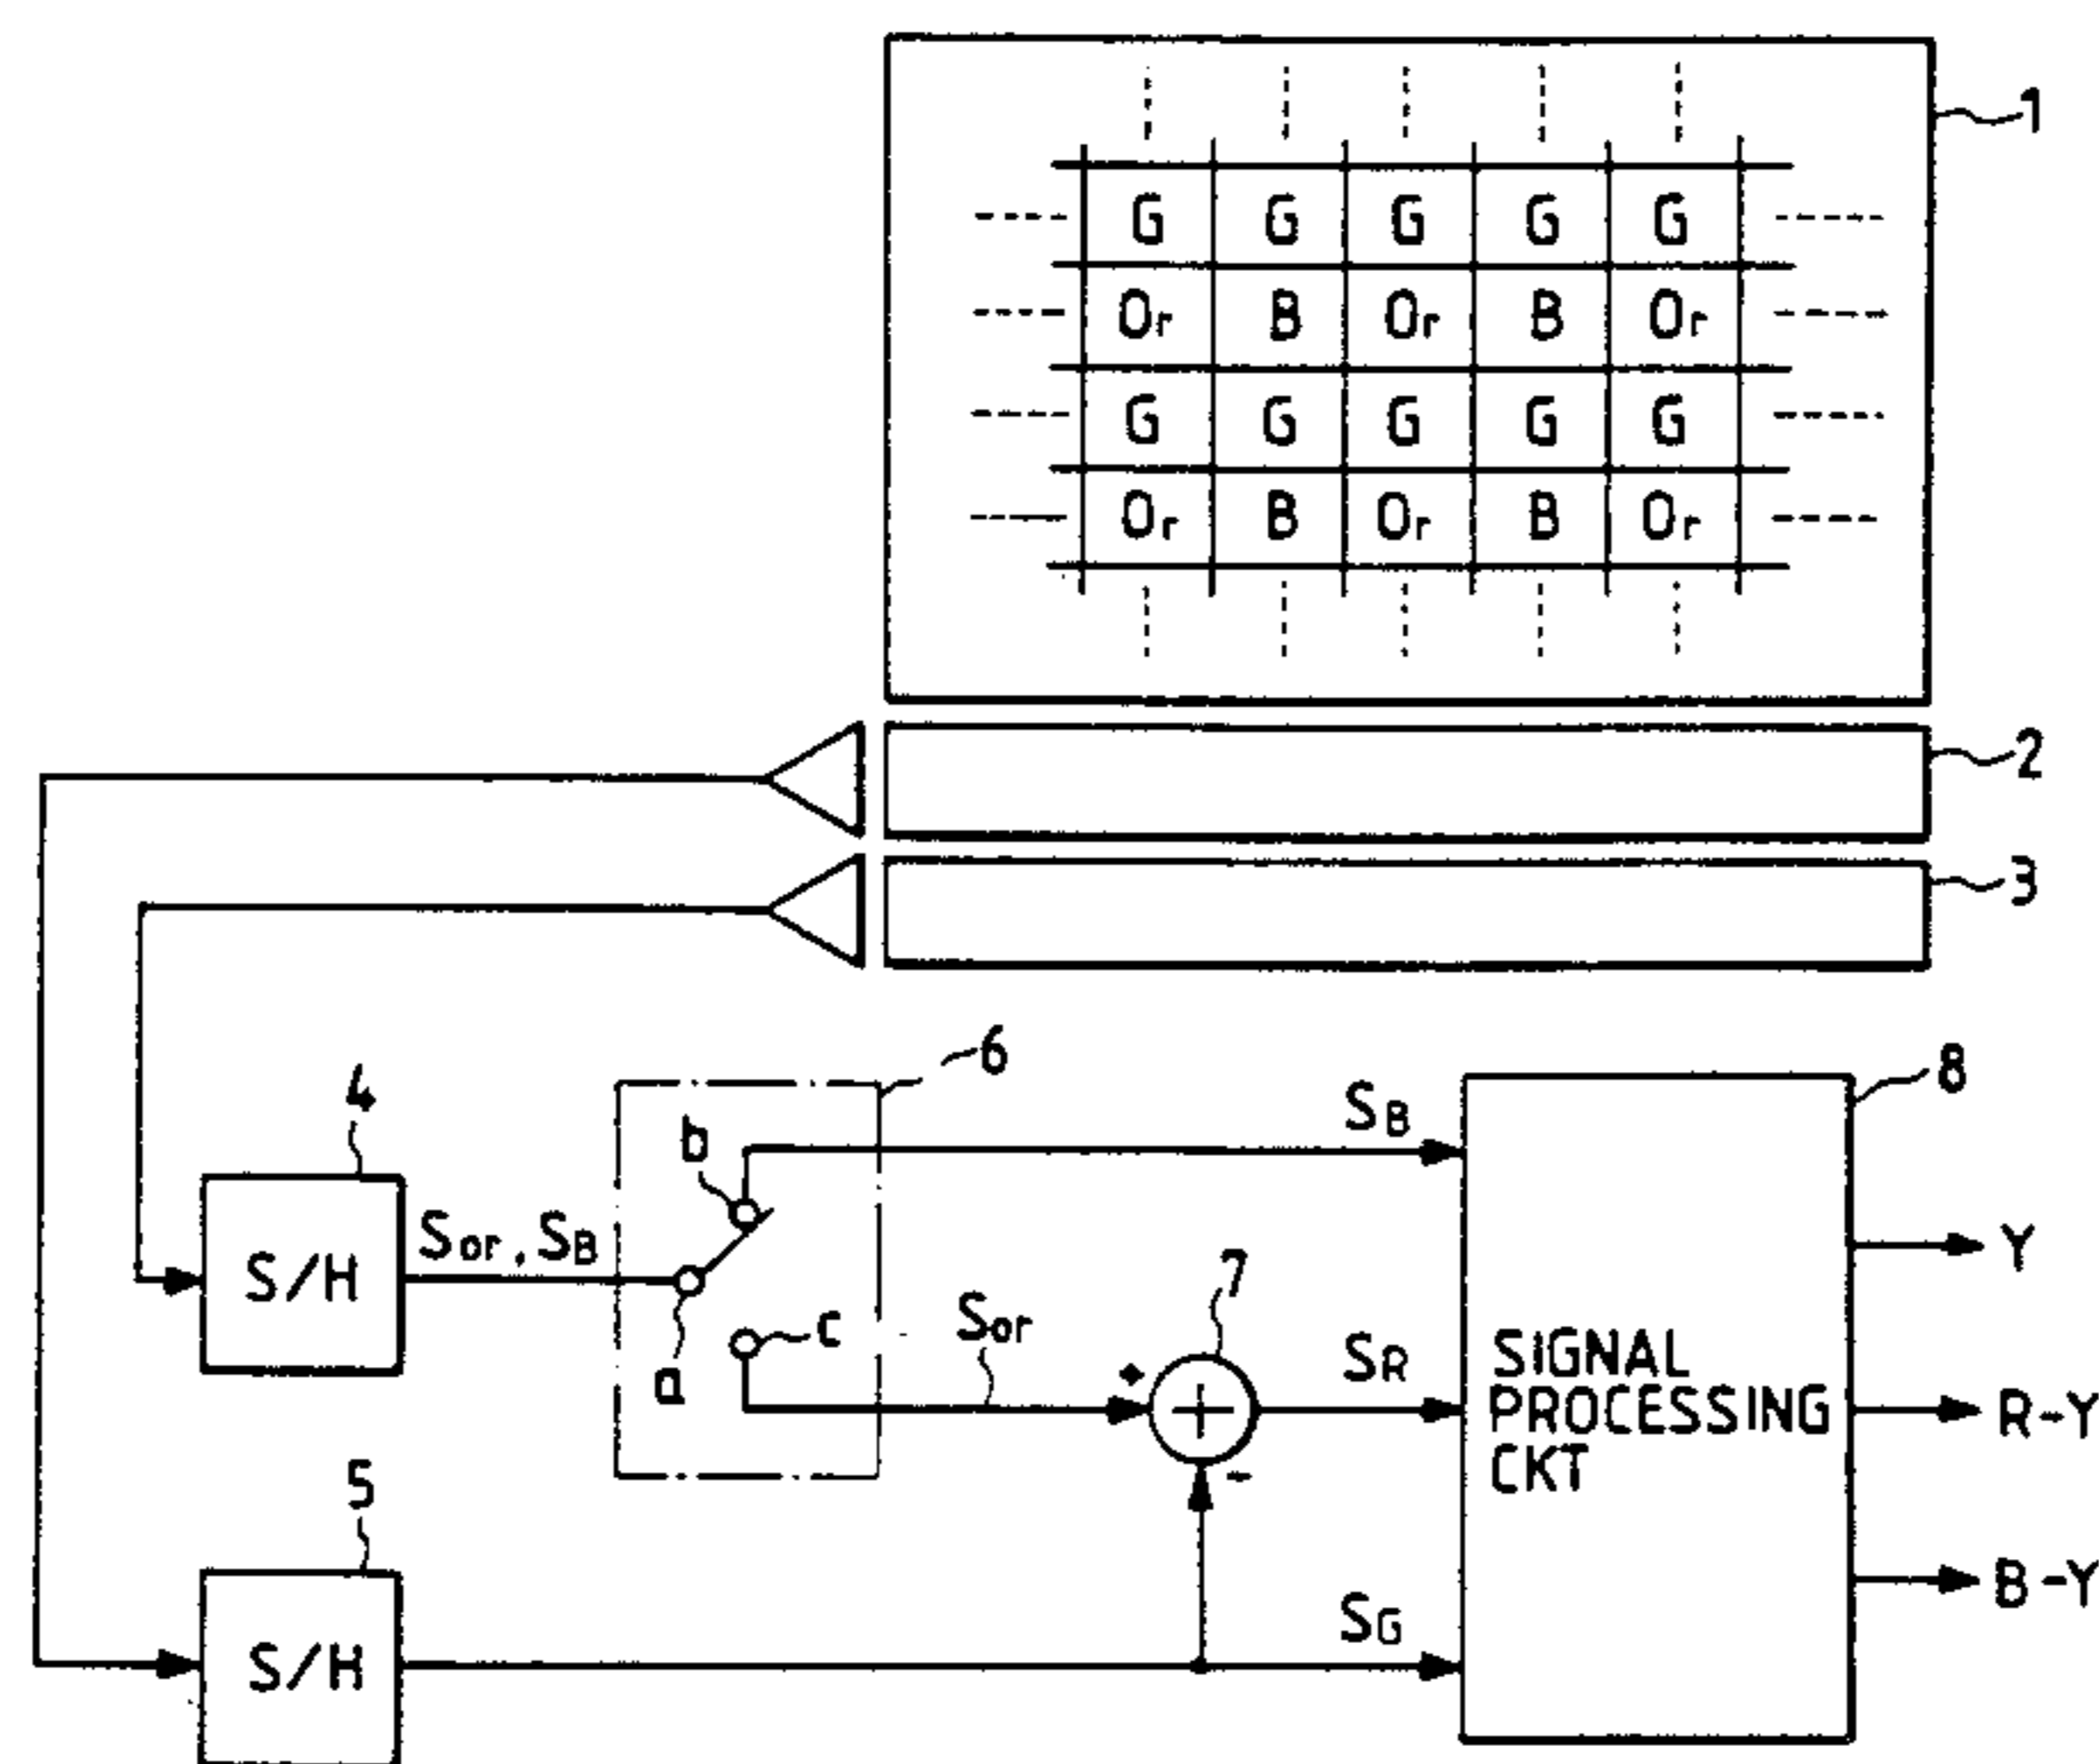 1
G G G G G
Or B Or B Or
G G G G G
Or B Or B Or
2
3
6
4
8
b
SB
S/H
Sor, SB
a
c
Sor
7
SR
SIGNAL
PROCESSING
CKT
Y
R-Y
B-Y
+
+
-
5
S/H
SG